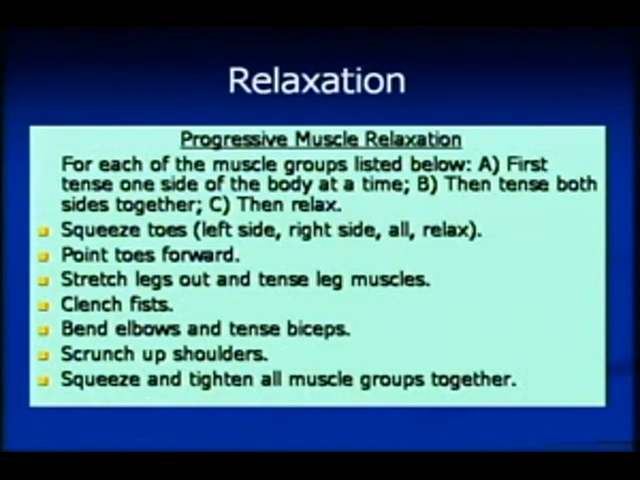 Relaxation
Progressive Muscle Relaxation
For each of the muscle groups listed below: A) First
tense one side of the body at a time; B) Then tense both
sides together; C) Then relax.
Squeeze toes (left side, right side, all, relax).
Point toes forward.
Stretch legs out and tense leg muscles.
Clench fists.
Bend elbows and tense biceps.
Scrunch up shoulders.
Squeeze and tighten all muscle groups together.